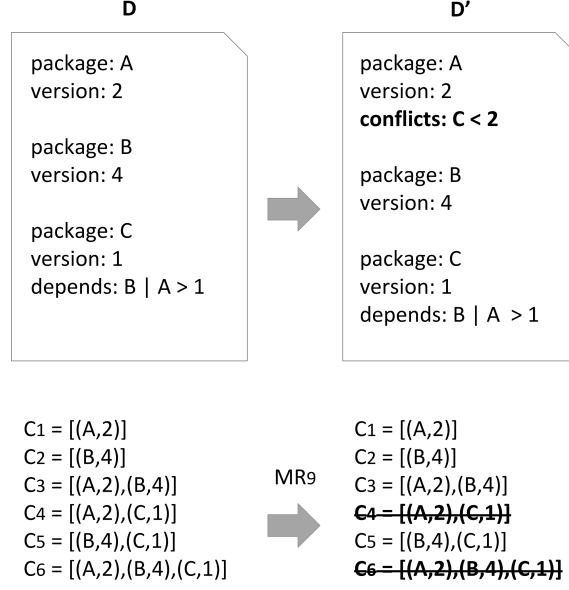 D
package: A
version: 2
package: B
version: 4
package: C
version: 1
depends: B | A > 1
D’
package: A
version: 2
conflicts: C < 2
package: B
version: 4
package: C
version: 1
depends: B | A > 1
C1 = [(A,2)]
C2 = [(B,4)]
C3 = [(A,2),(B,4)]
C4 = [(A,2),(C,1)]
C5 = [(B,4),(C,1)]
C6 = [(A,2),(B,4),(C,1)]
MR9
C1 = [(A,2)]
C2 = [(B,4)]
C3 = [(A,2),(B,4)]
C4 = [(A,2),(C,1)]
C5 = [(B,4),(C,1)]
C6 = [(A,2),(B,4),(C,1)]